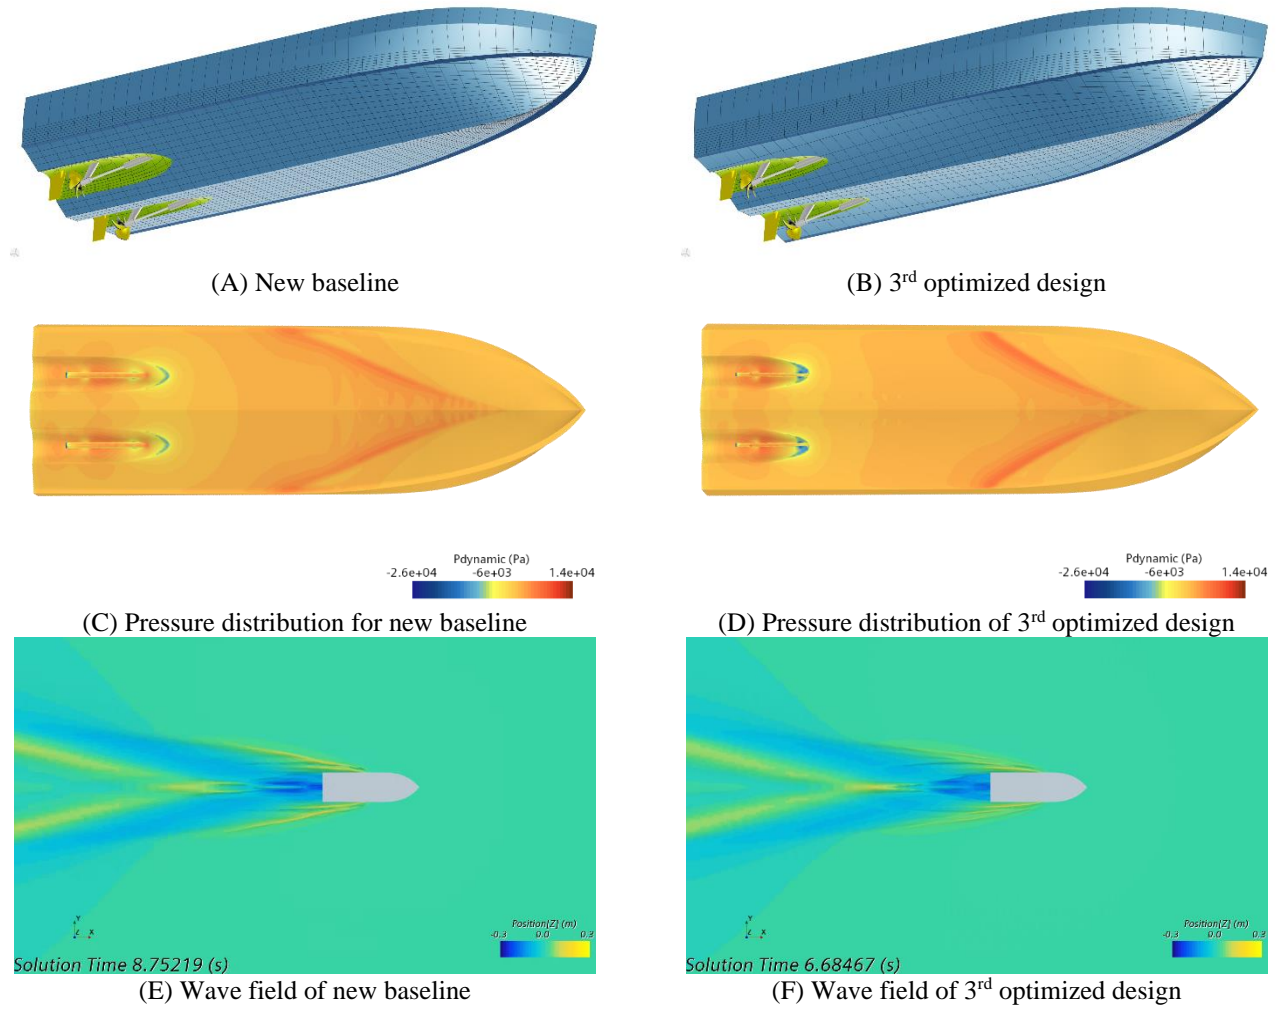 (A) New baseline
(B) 3rd optimized design
Pdynamic (Pa)
-2.6e+04 -6e+03 1.4e+04
Pdynamic (Pa)
-2.6e+04 -6e+03 1.4e+04
(C) Pressure distribution for new baseline
(D) Pressure distribution of 3rd optimized design
Y
Z X
Position[Z] (m)
-0.3 0.0 0.3
Solution Time 8.75219 (s)
Y
Z X
Position[Z] (m)
-0.3 0.0 0.3
Solution Time 6.68467 (s)
(E) Wave field of new baseline
(F) Wave field of 3rd optimized design